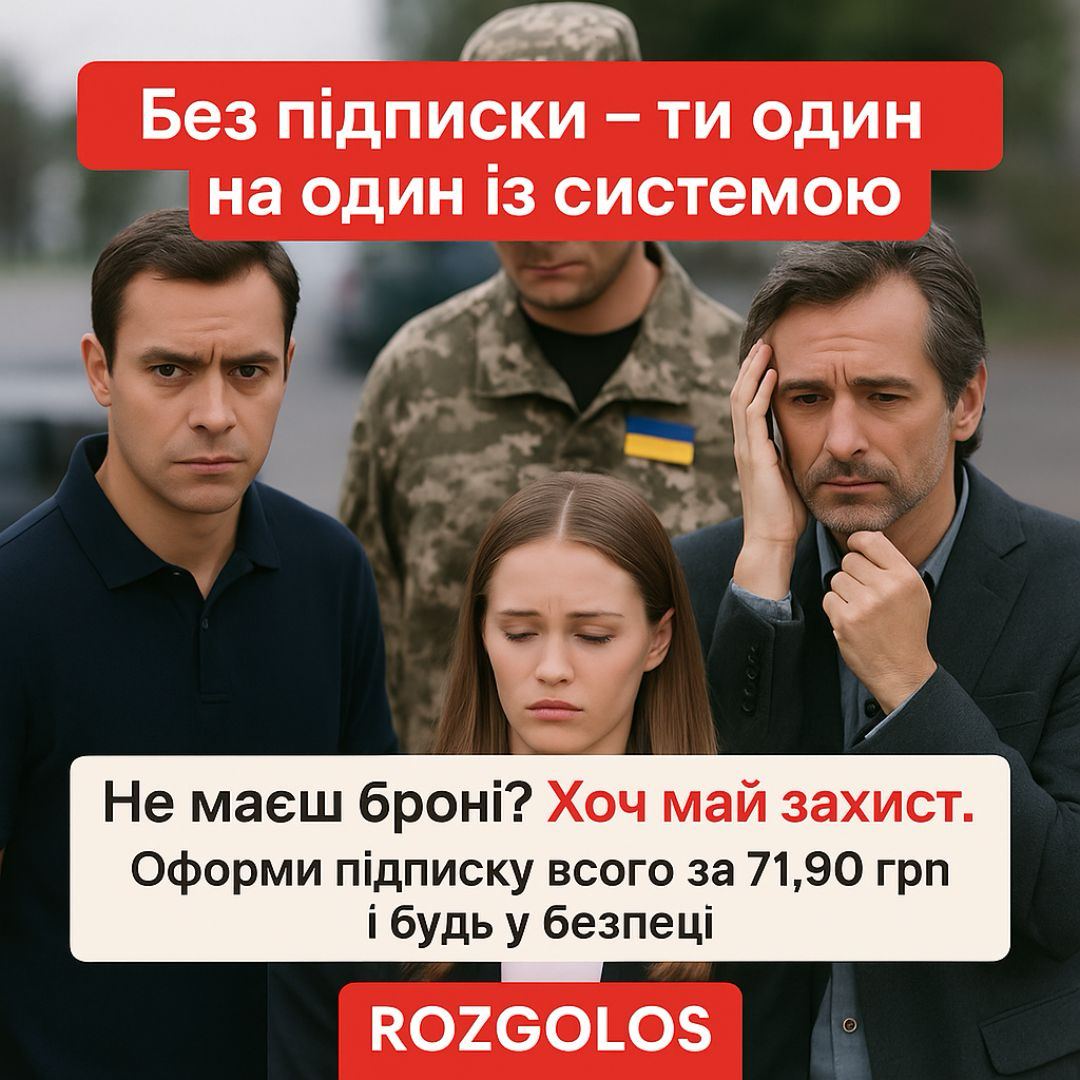 Без підписки – ти один
на один із системою
Не маєш броні? Хоч май захист.
Оформи підписку всього за 71,90 грn
і будь у безпеці
ROZGOLOS